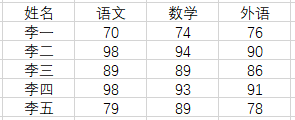 姓名 语文 数学 外语
李一 70 74 76
李二 98 94 90
李三 89 89 86
李四 98 93 91
李五 79 89 78